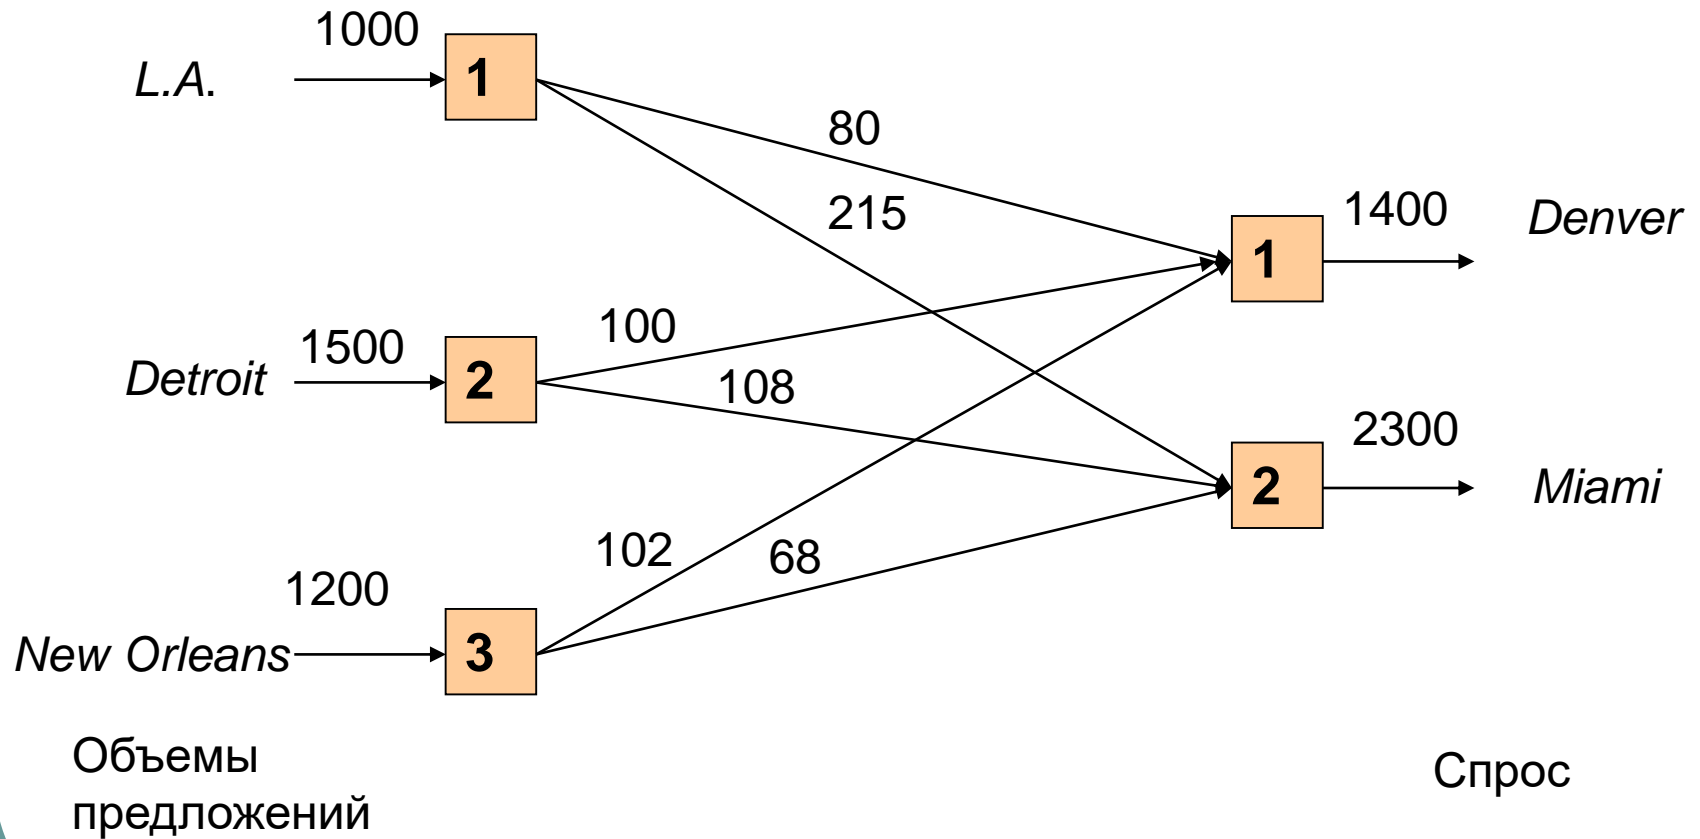 1000
L.A.
1
80
215
1400
Denver
1
1500
Detroit
2
100
108
2300
Miami
2
102
68
1200
New Orleans
3
Объемы
предложений
Спрос